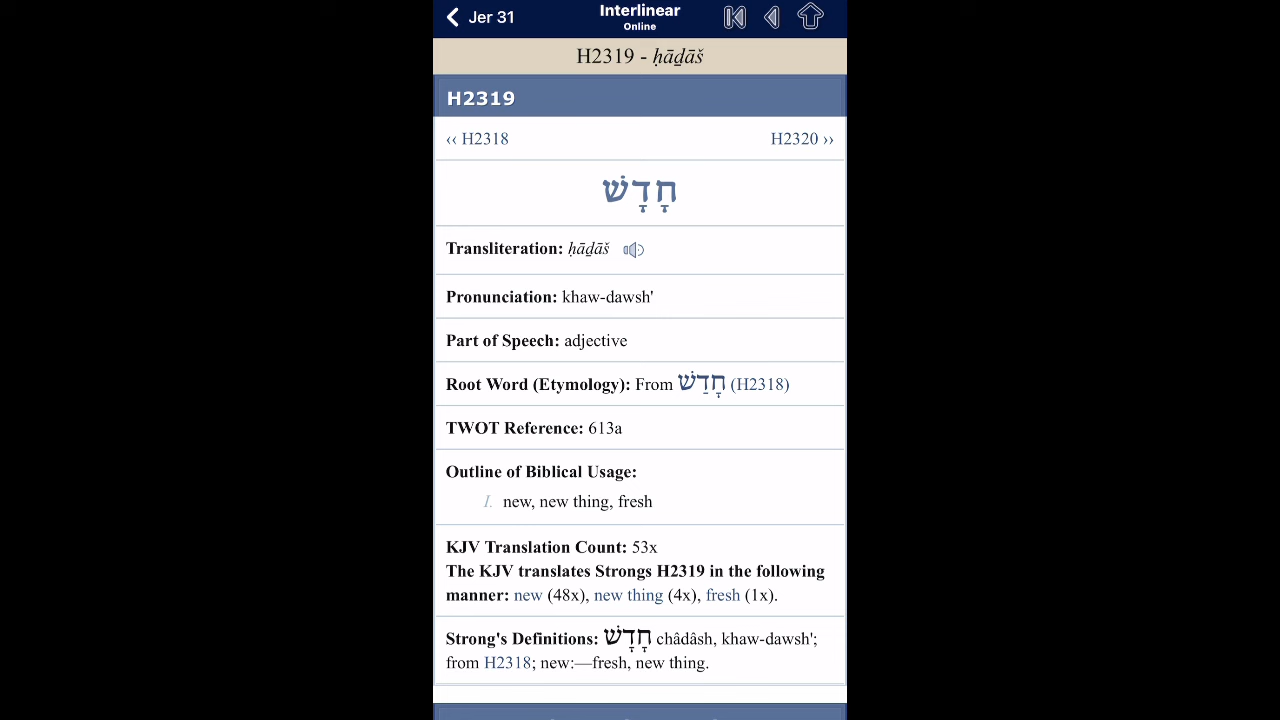 Jer 31
Interlinear
Online
H2319 - ḥāḏāš
H2319
‹‹ H2318
H2320 ››
חָדָשׁ
Transliteration: ḥāḏāš
Pronunciation: khaw-dawsh'
Part of Speech: adjective
Root Word (Etymology): From חָדַשׁ (H2318)
TWOT Reference: 613a
Outline of Biblical Usage:
I. new, new thing, fresh
KJV Translation Count: 53x
The KJV translates Strongs H2319 in the following
manner: new (48x), new thing (4x), fresh (1x).
Strong's Definitions: חָדָשׁ châdâsh, khaw-dawsh';
from H2318; new:—fresh, new thing.